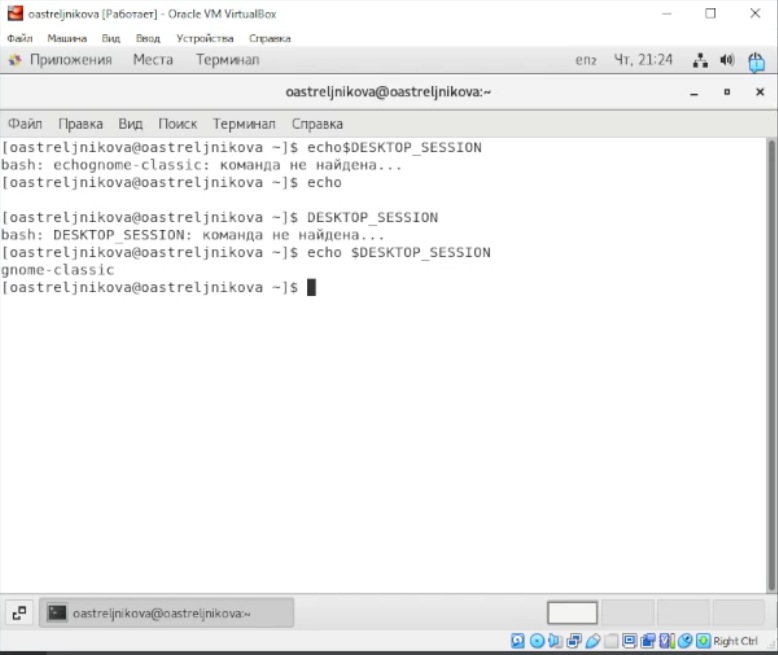 oastreljnikova [Работает] - Oracle VM VirtualBox
Файл Машина Вид Ввод Устройства Справка
Приложения Места Терминал en₂ Чт, 21:24
oastreljnikova@oastreljnikova:~
Файл Правка Вид Поиск Терминал Справка
[oastreljnikova@oastreljnikova ~]$ echo$DESKTOP_SESSION
bash: echognome-classic: команда не найдена...
[oastreljnikova@oastreljnikova ~]$ echo
[oastreljnikova@oastreljnikova ~]$ DESKTOP_SESSION
bash: DESKTOP_SESSION: команда не найдена...
[oastreljnikova@oastreljnikova ~]$ echo $DESKTOP_SESSION
gnome-classic
[oastreljnikova@oastreljnikova ~]$
oastreljnikova@oastreljnikova:~
Right Ctrl